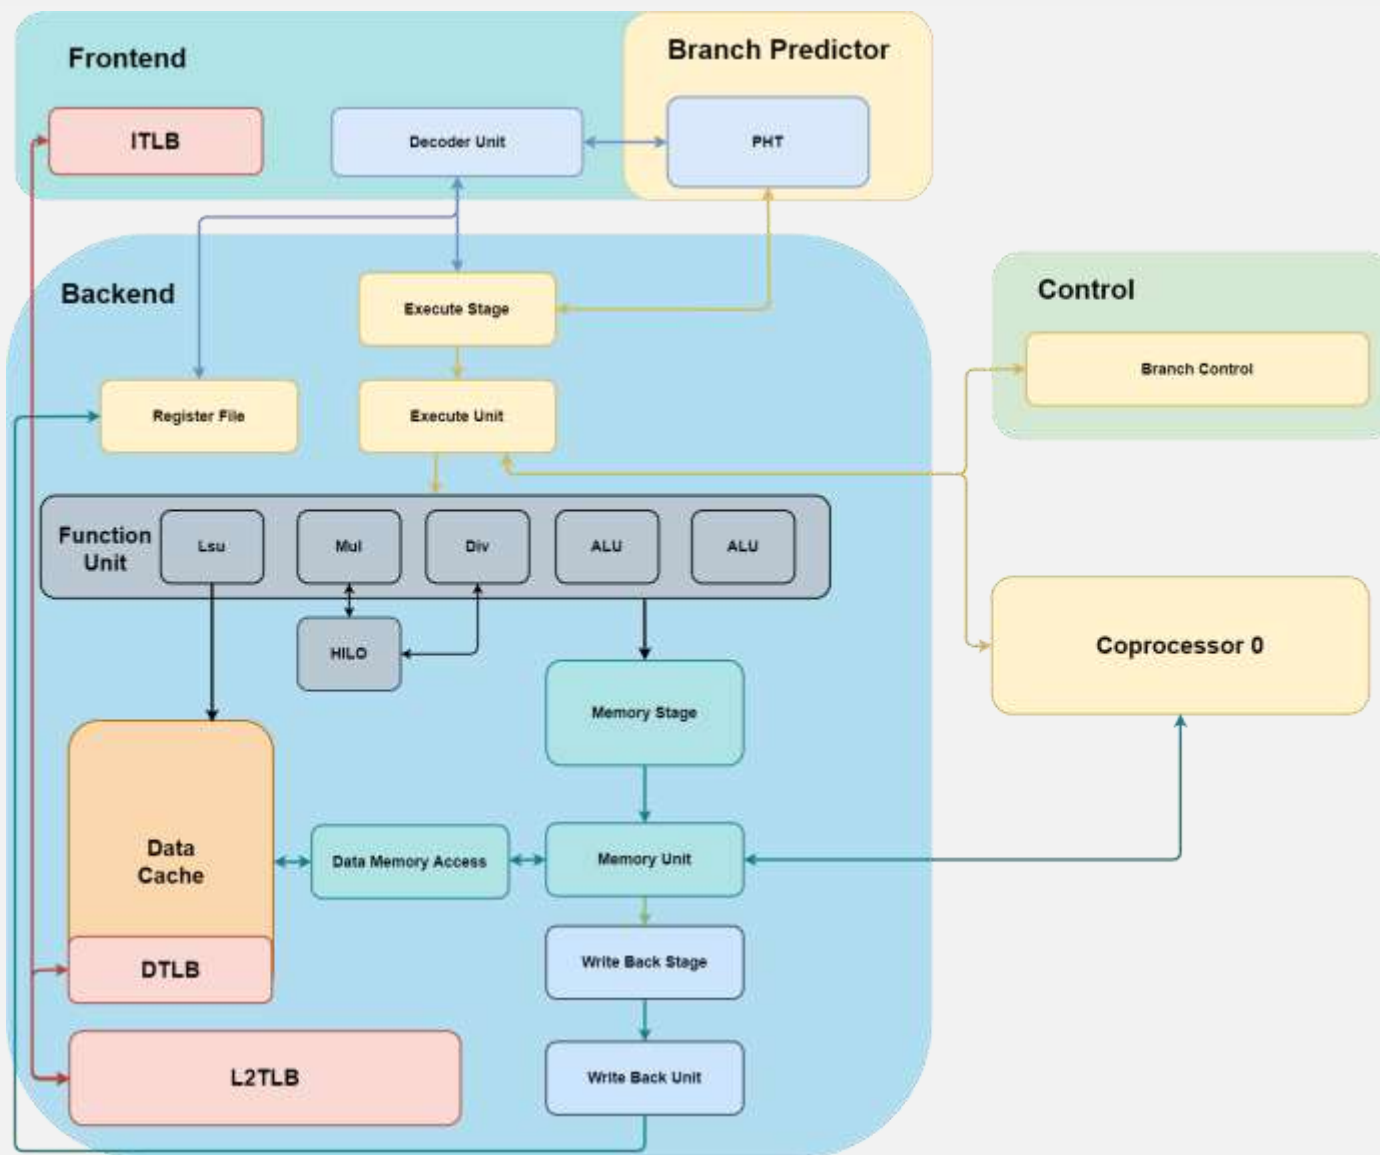 Frontend
Branch Predictor
ITLB
Decoder Unit
PHT
Backend
Execute Stage
Control
Branch Control
Register File
Execute Unit
Function
Unit
Lsu
Mul
Div
ALU
ALU
HILO
Coprocessor 0
Memory Stage
Data
Cache
Data Memory Access
Memory Unit
DTLB
Write Back Stage
L2TLB
Write Back Unit